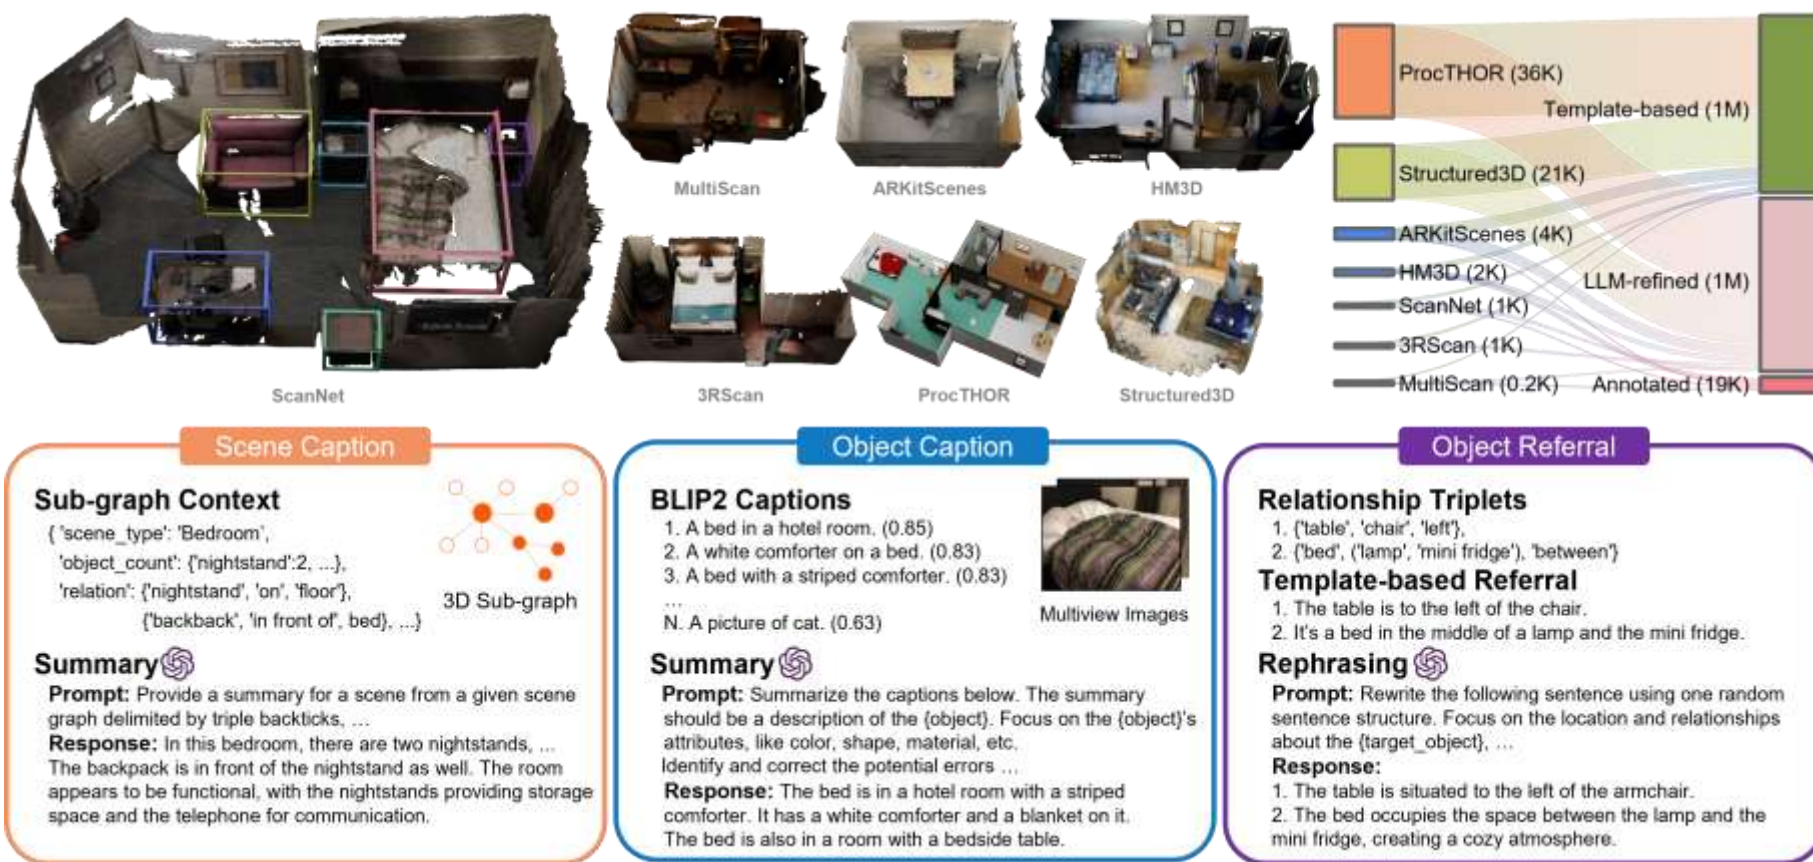 MultiScan
ARKitScenes
HM3D
ScanNet
3RScan
ProcTHOR
Structured3D
ProcTHOR (36K)
Template-based (1M)
Structured3D (21K)
ARKitScenes (4K)
HM3D (2K)
LLM-refined (1M)
ScanNet (1K)
3RScan (1K)
MultiScan (0.2K)
Annotated (19K)
Scene Caption
Sub-graph Context
{ 'scene_type': 'Bedroom',
'object_count': {'nightstand':2, ...},
'relation': {'nightstand', 'on', 'floor'},
{'backback', 'in front of', bed}, ...}
3D Sub-graph
Summary
Prompt: Provide a summary for a scene from a given scene
graph delimited by triple backticks, ...
Response: In this bedroom, there are two nightstands, ...
The backpack is in front of the nightstand as well. The room
appears to be functional, with the nightstands providing storage
space and the telephone for communication.
Object Caption
BLIP2 Captions
1. A bed in a hotel room. (0.85)
2. A white comforter on a bed. (0.83)
3. A bed with a striped comforter. (0.83)
...
N. A picture of cat. (0.63)
Multiview Images
Summary
Prompt: Summarize the captions below. The summary
should be a description of the {object}. Focus on the {object}'s
attributes, like color, shape, material, etc.
Identify and correct the potential errors ...
Response: The bed is in a hotel room with a striped
comforter. It has a white comforter and a blanket on it.
The bed is also in a room with a bedside table.
Object Referral
Relationship Triplets
1. {'table', 'chair', 'left'},
2. {'bed', ('lamp', 'mini fridge'), 'between'}
Template-based Referral
1. The table is to the left of the chair.
2. It's a bed in the middle of a lamp and the mini fridge.
Rephrasing
Prompt: Rewrite the following sentence using one random
sentence structure. Focus on the location and relationships
about the {target_object}, ...
Response:
1. The table is situated to the left of the armchair.
2. The bed occupies the space between the lamp and the
mini fridge, creating a cozy atmosphere.